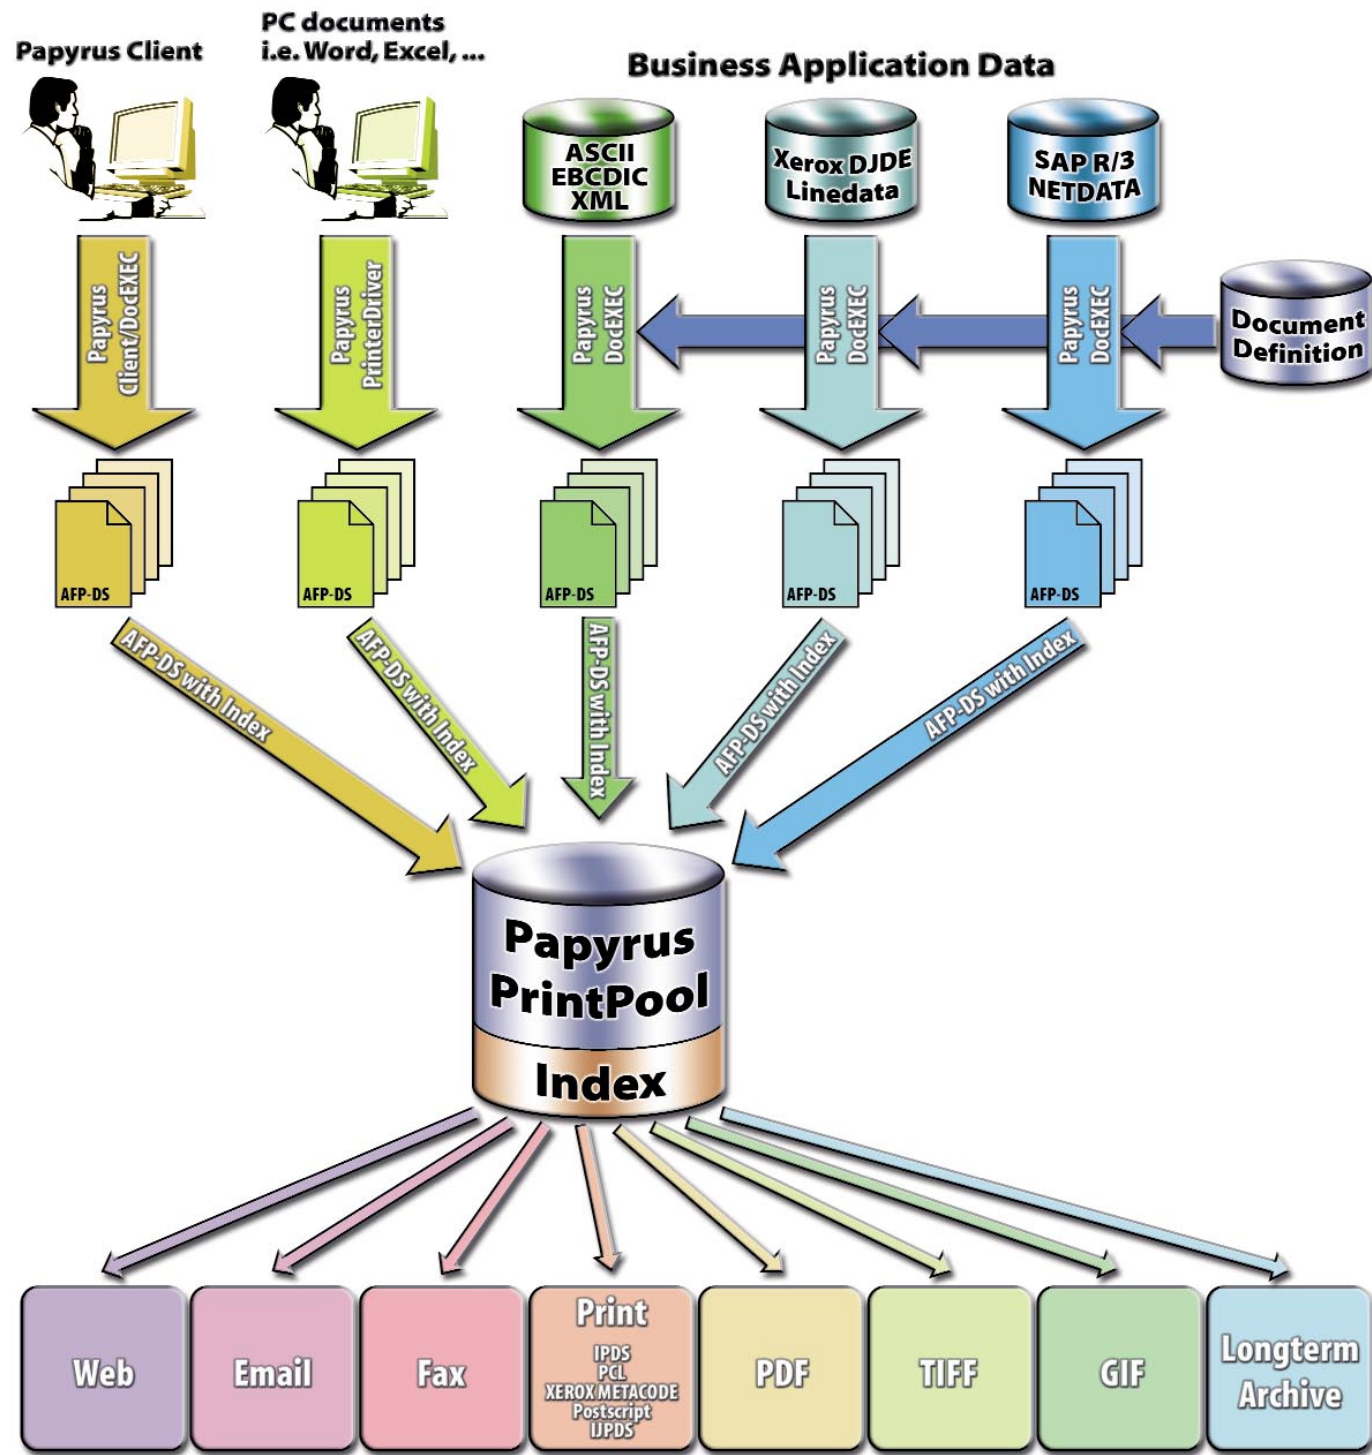 Papyrus Client
PC documents
i.e. Word, Excel, ...
Business Application Data
ASCII
EBCDIC
XML
Xerox DJDE
Linedata
SAP R/3
NETDATA
Papyrus
Client/DocEXEC
Papyrus
PrinterDriver
Papyrus
DocEXEC
Papyrus
DocEXEC
Papyrus
DocEXEC
Document
Definition
AFP-DS
AFP-DS
AFP-DS
AFP-DS
AFP-DS
AFP-DS with Index
AFP-DS with Index
AFP-DS with Index
AFP-DS with Index
AFP-DS with Index
Papyrus
PrintPool
Index
Web
Email
Fax
Print
IPDS
PCL
XEROX METACODE
Postscript
IJPDS
PDF
TIFF
GIF
Longterm
Archive